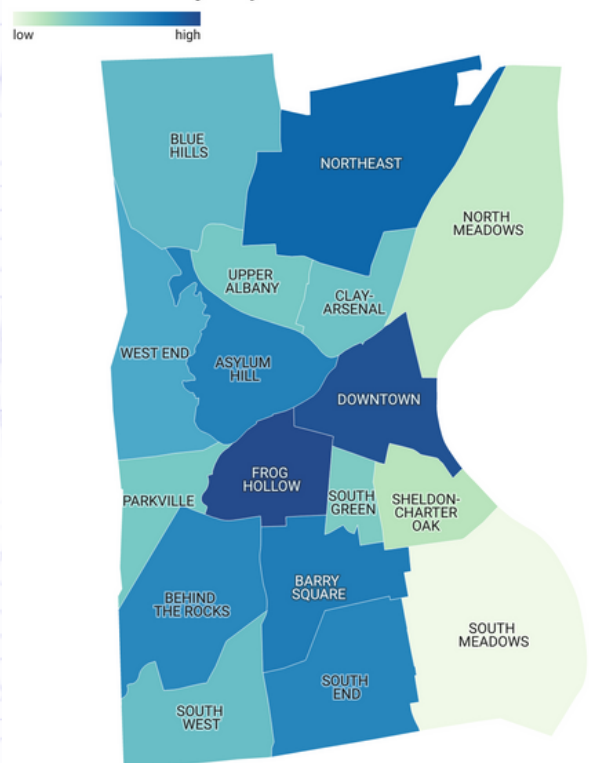 low high
BLUE
HILLS
NORTHEAST
NORTH
MEADOWS
UPPER
ALBANY
CLAY-
ARSENAL
WEST END
ASYLUM
HILL
DOWNTOWN
FROG
HOLLOW
PARKVILLE
SOUTH
GREEN
SHELDON-
CHARTER
OAK
BARRY
SQUARE
BEHIND
THE ROCKS
SOUTH
MEADOWS
SOUTH
END
SOUTH
WEST